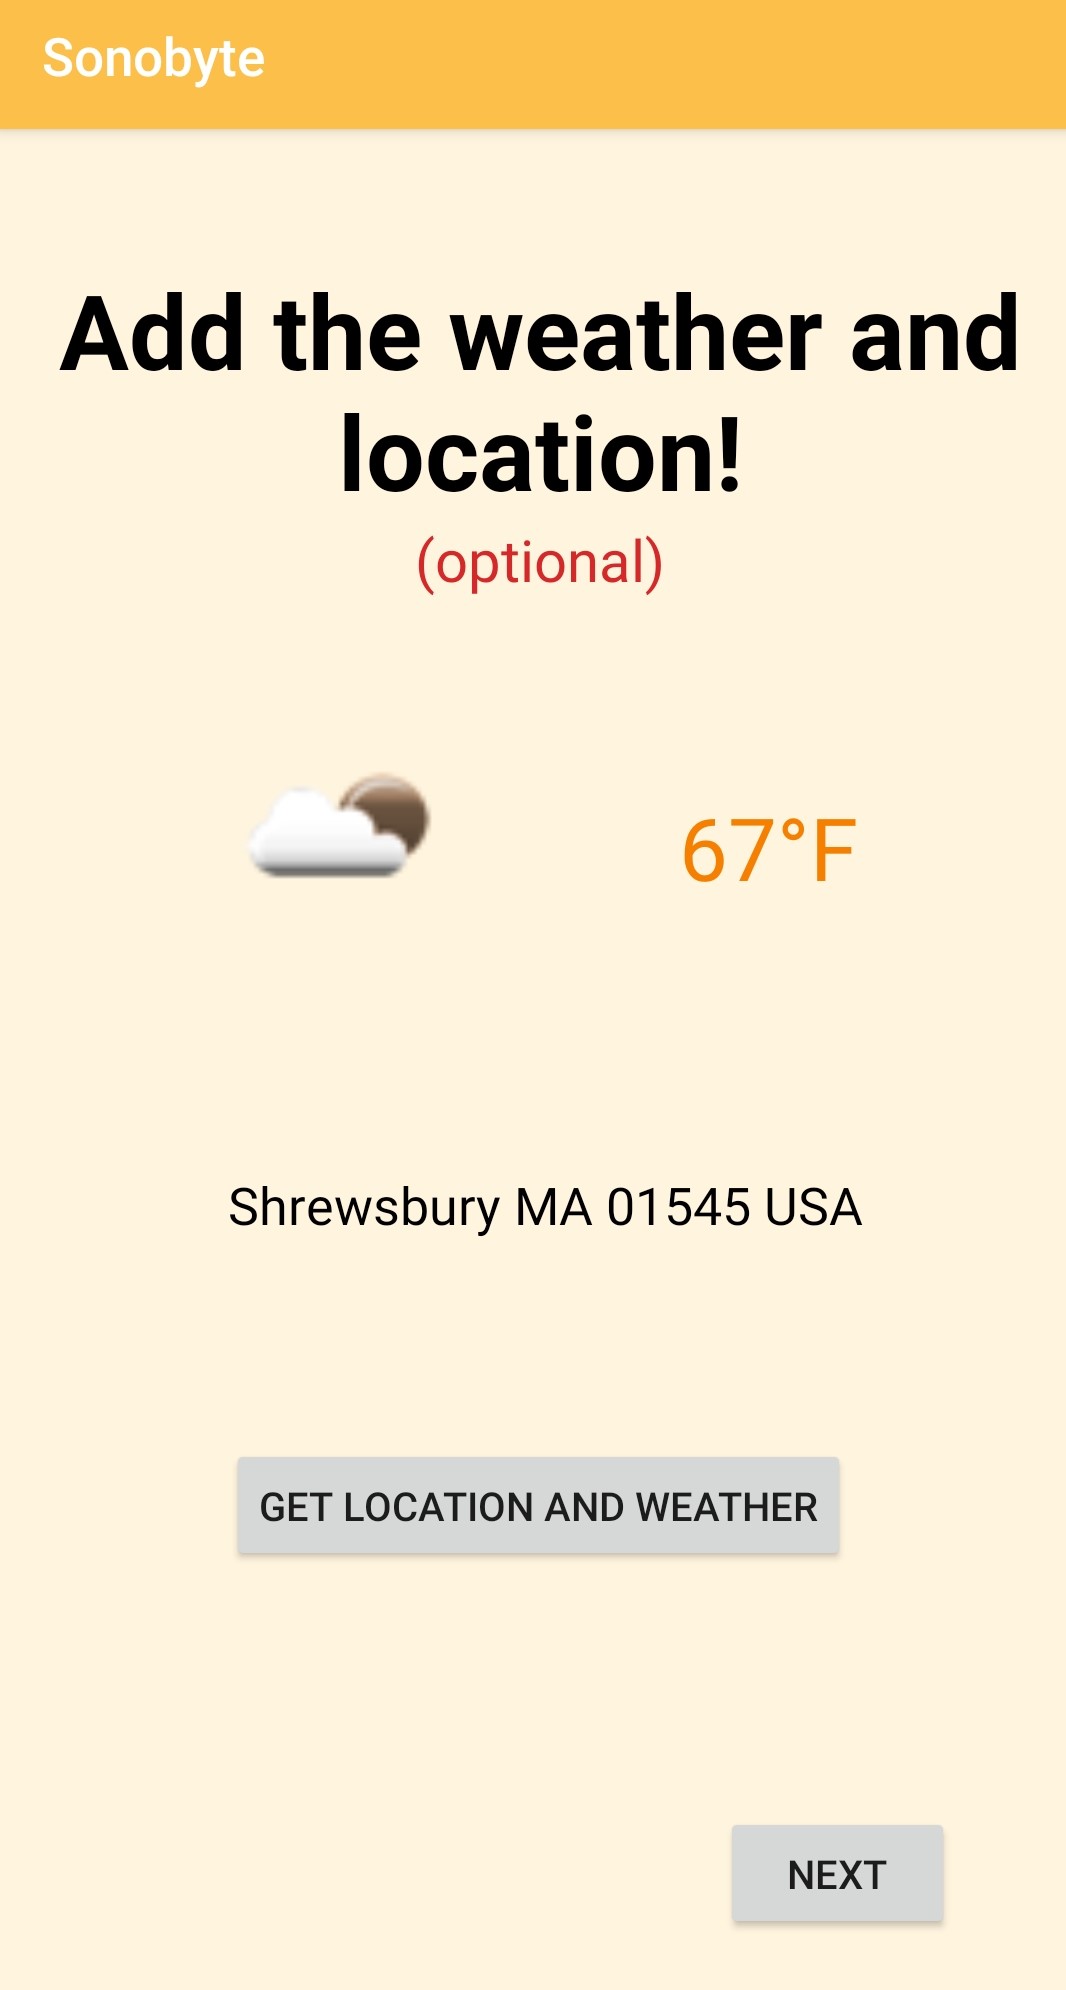 Sonobyte
Add the weather and
location!
(optional)
67°F
Shrewsbury MA 01545 USA
GET LOCATION AND WEATHER
NEXT